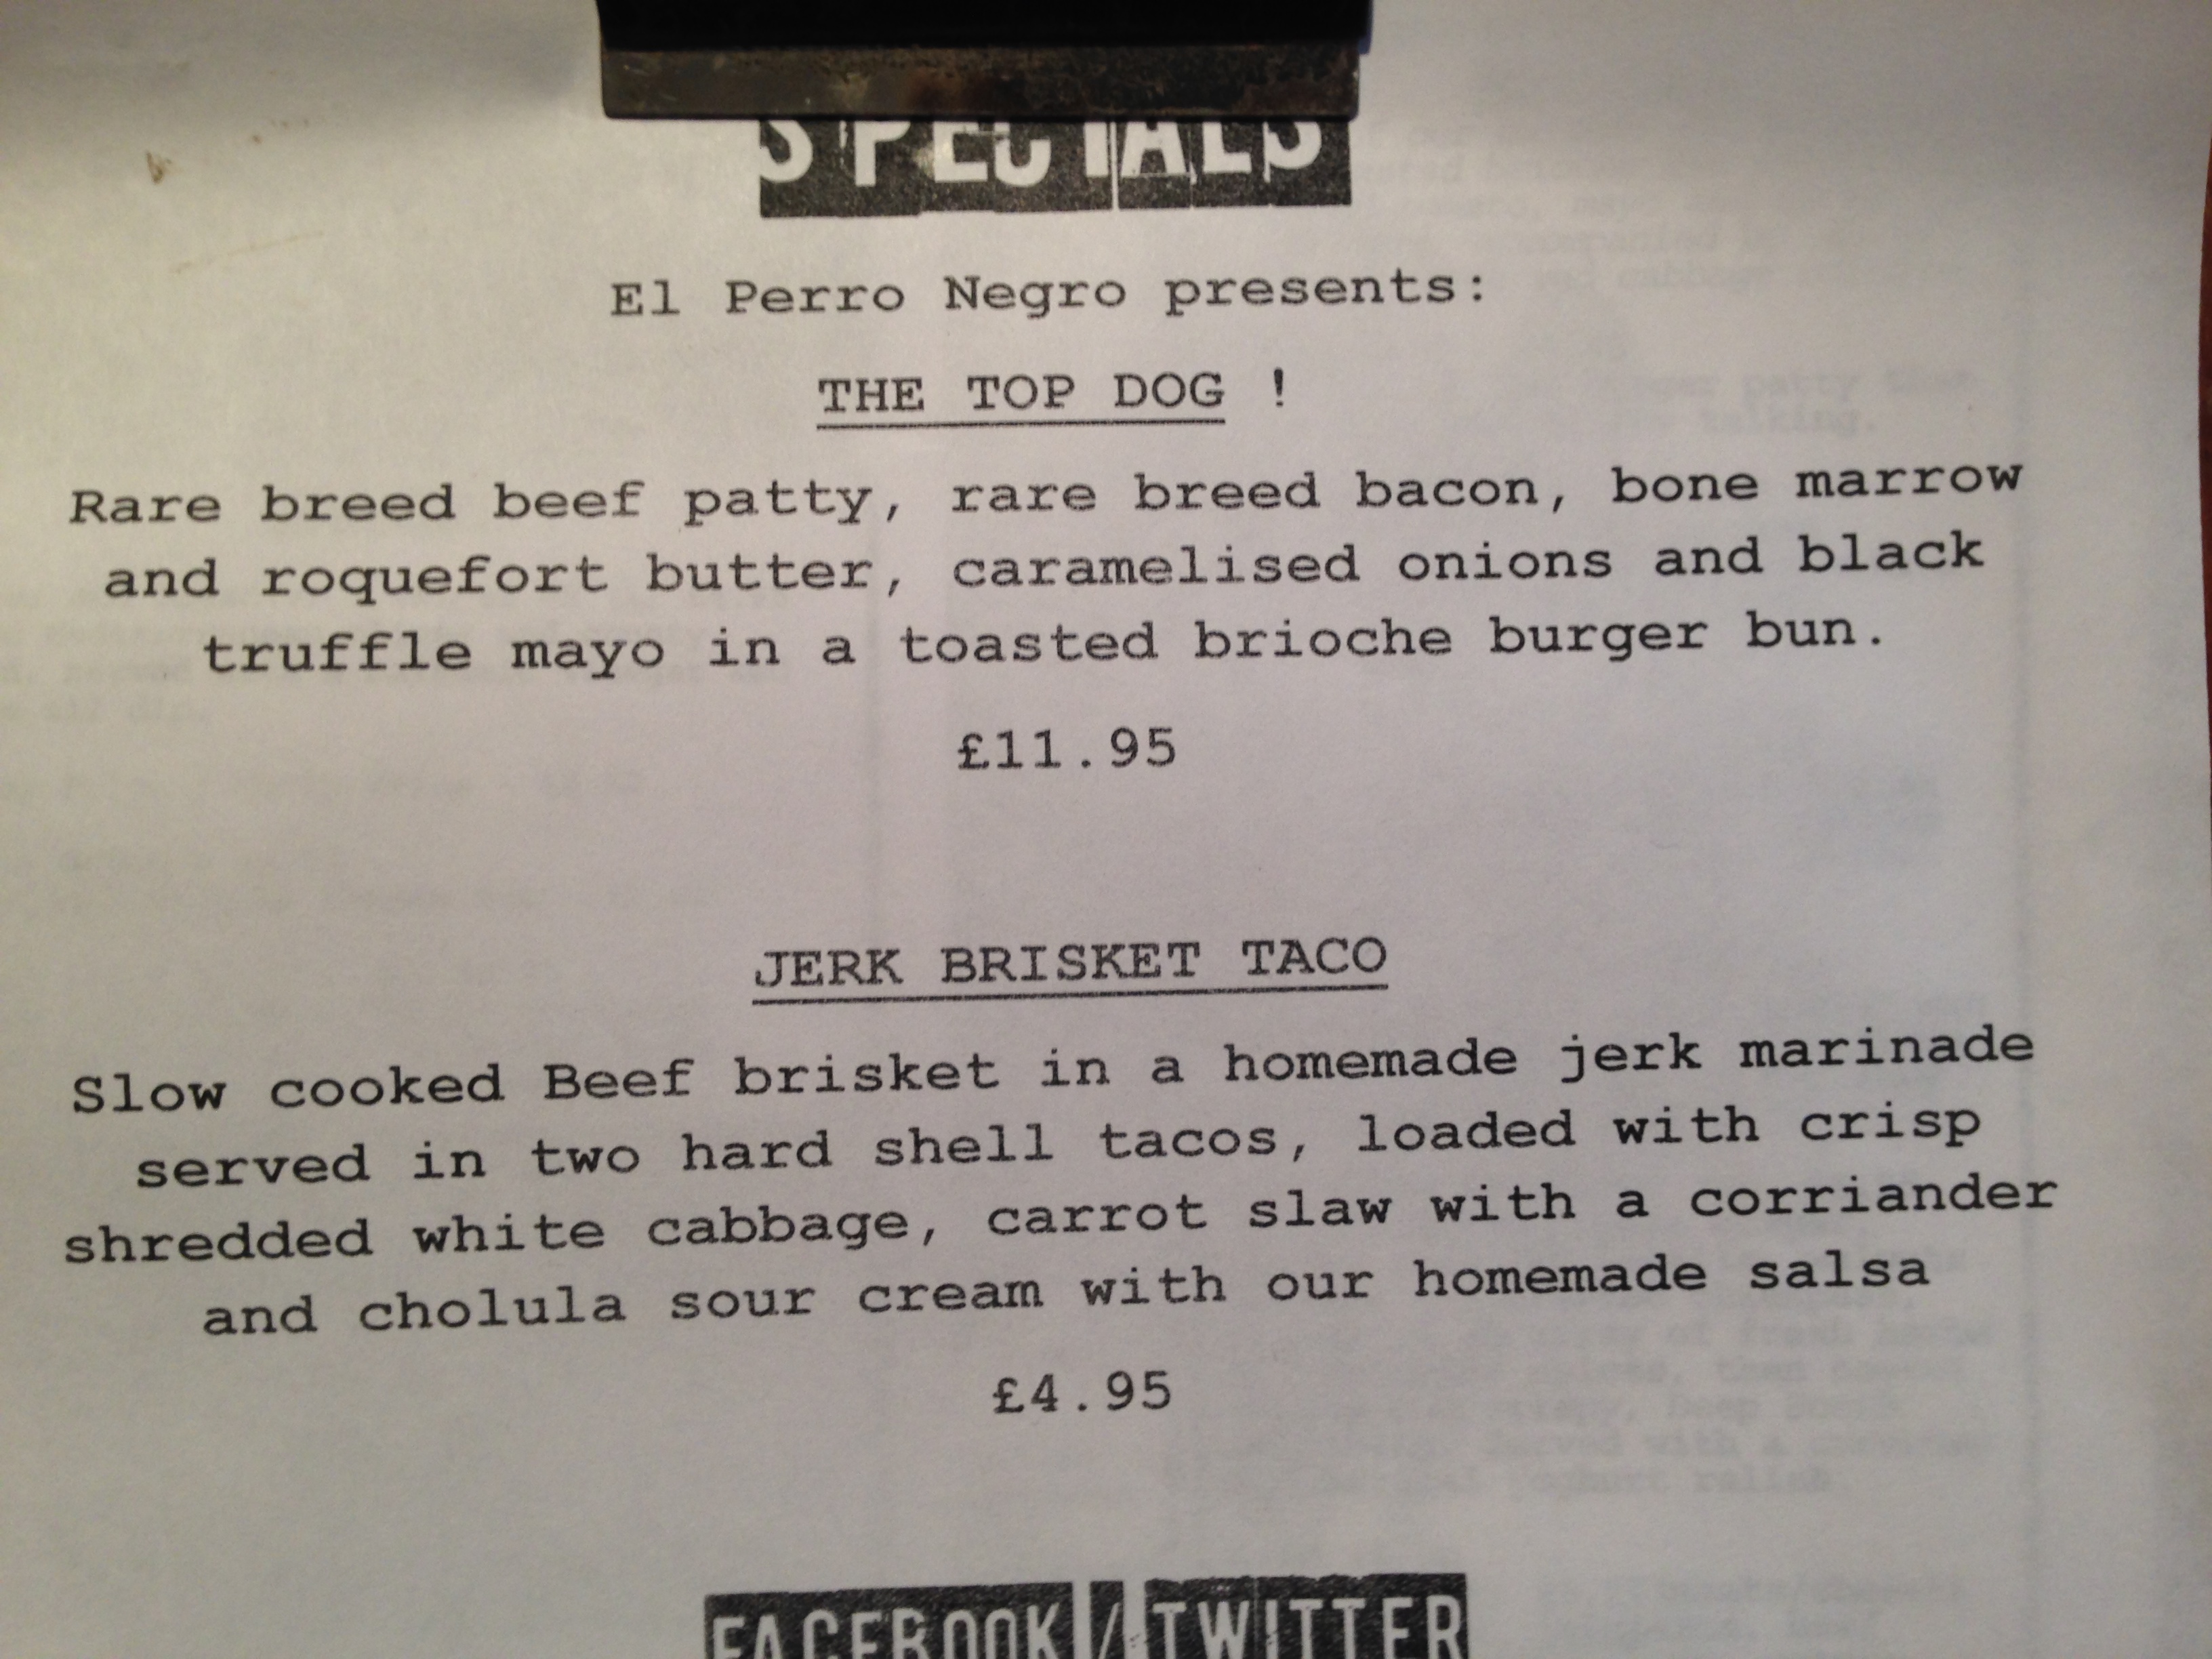 SPECIALS
El Perro Negro presents:
THE TOP DOG !
Rare breed beef patty, rare breed bacon, bone marrow
and roquefort butter, caramelised onions and black
truffle mayo in a toasted brioche burger bun.
£11.95
JERK BRISKET TACO
Slow cooked Beef brisket in a homemade jerk marinade
served in two hard shell tacos, loaded with crisp
shredded white cabbage, carrot slaw with a corriander
and cholula sour cream with our homemade salsa
£4.95
FACEBOOK/TWITTER